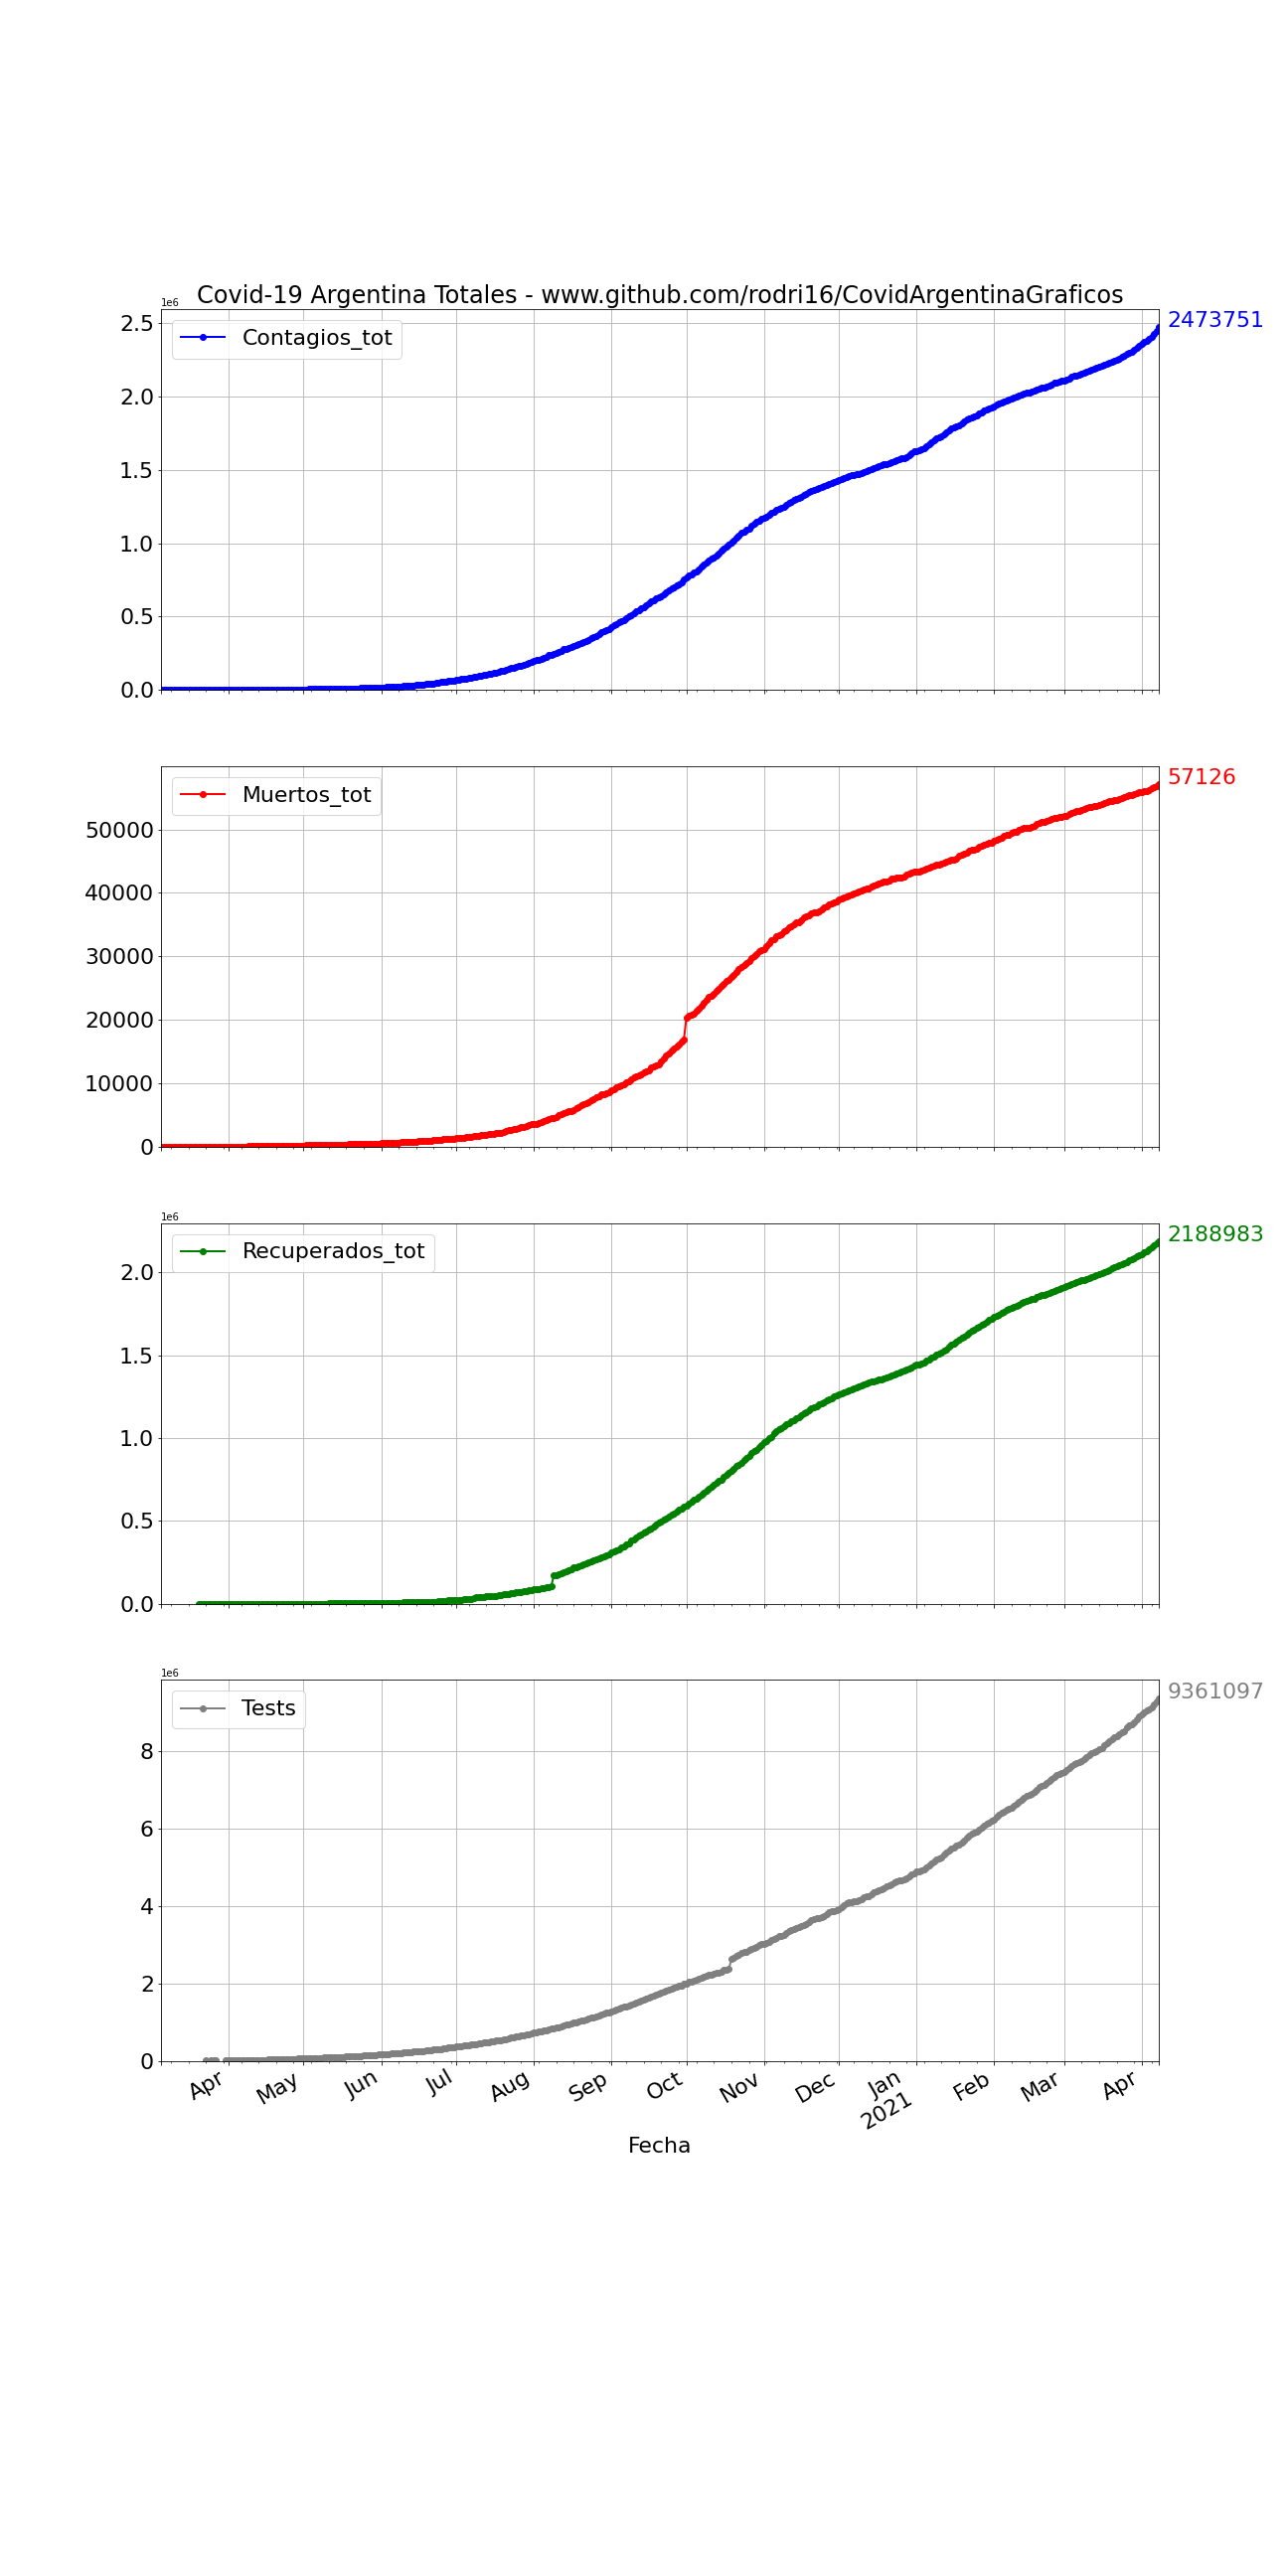 Covid-19 Argentina Totales - www.github.com/rodri16/CovidArgentinaGraficos
1e6
2473751
Contagios_tot
2.5
2.0
1.5
1.0
0.5
0.0
57126
Muertos_tot
50000
40000
30000
20000
10000
0
1e6
2188983
Recuperados_tot
2.0
1.5
1.0
0.5
0.0
1e6
9361097
Tests
8
6
4
2
0
Apr May Jun Jul Aug Sep Oct Nov Dec Jan Feb Mar Apr
2021
Fecha